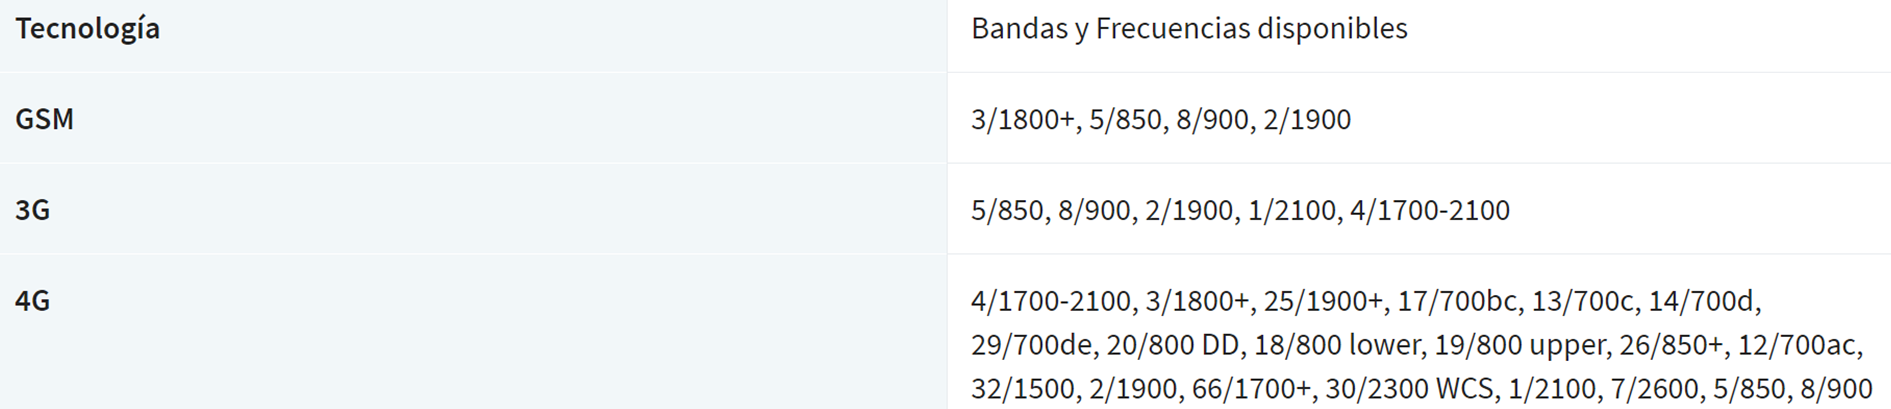 Tecnología Bandas y Frecuencias disponibles
GSM 3/1800+, 5/850, 8/900, 2/1900
3G 5/850, 8/900, 2/1900, 1/2100, 4/1700-2100
4G 4/1700-2100, 3/1800+, 25/1900+, 17/700bc, 13/700c, 14/700d,
29/700de, 20/800 DD, 18/800 lower, 19/800 upper, 26/850+, 12/700ac,
32/1500, 2/1900, 66/1700+, 30/2300 WCS, 1/2100, 7/2600, 5/850, 8/900